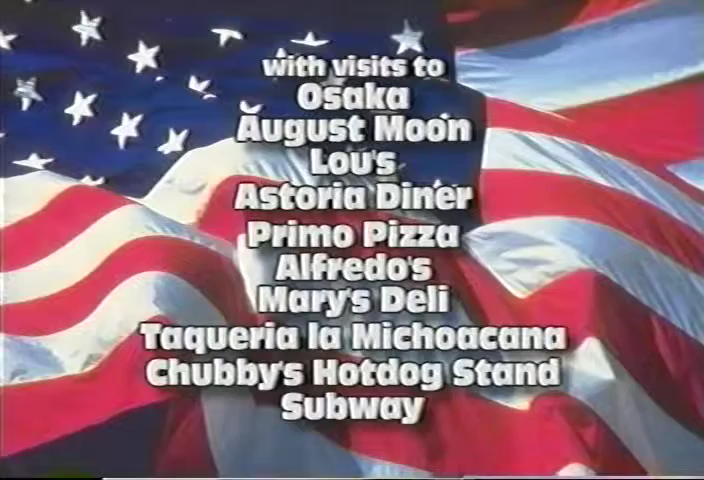 with visits to
Osaka
August Moon
Lou's
Astoria Diner
Primo Pizza
Alfredo's
Mary's Deli
Taqueria la Michoacana
Chubby's Hotdog Stand
Subway